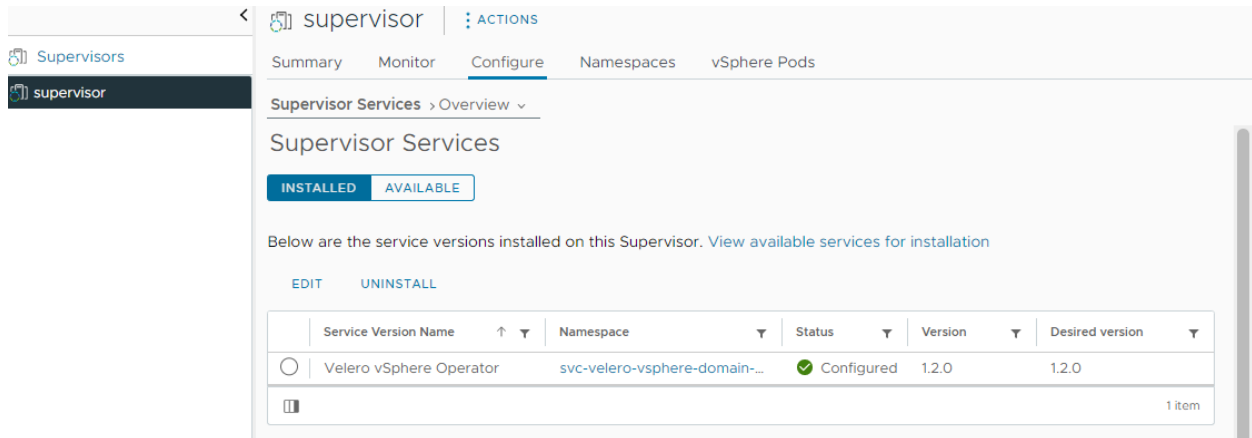 supervisor
ACTIONS
Supervisors
supervisor
Summary Monitor Configure Namespaces vSphere Pods
Supervisor Services › Overview
Supervisor Services
INSTALLED AVAILABLE
Below are the service versions installed on this Supervisor. View available services for installation
EDIT UNINSTALL
Service Version Name Namespace Status Version Desired version
Velero vSphere Operator svc-velero-vsphere-domain-... Configured 1.2.0 1.2.0
1 item